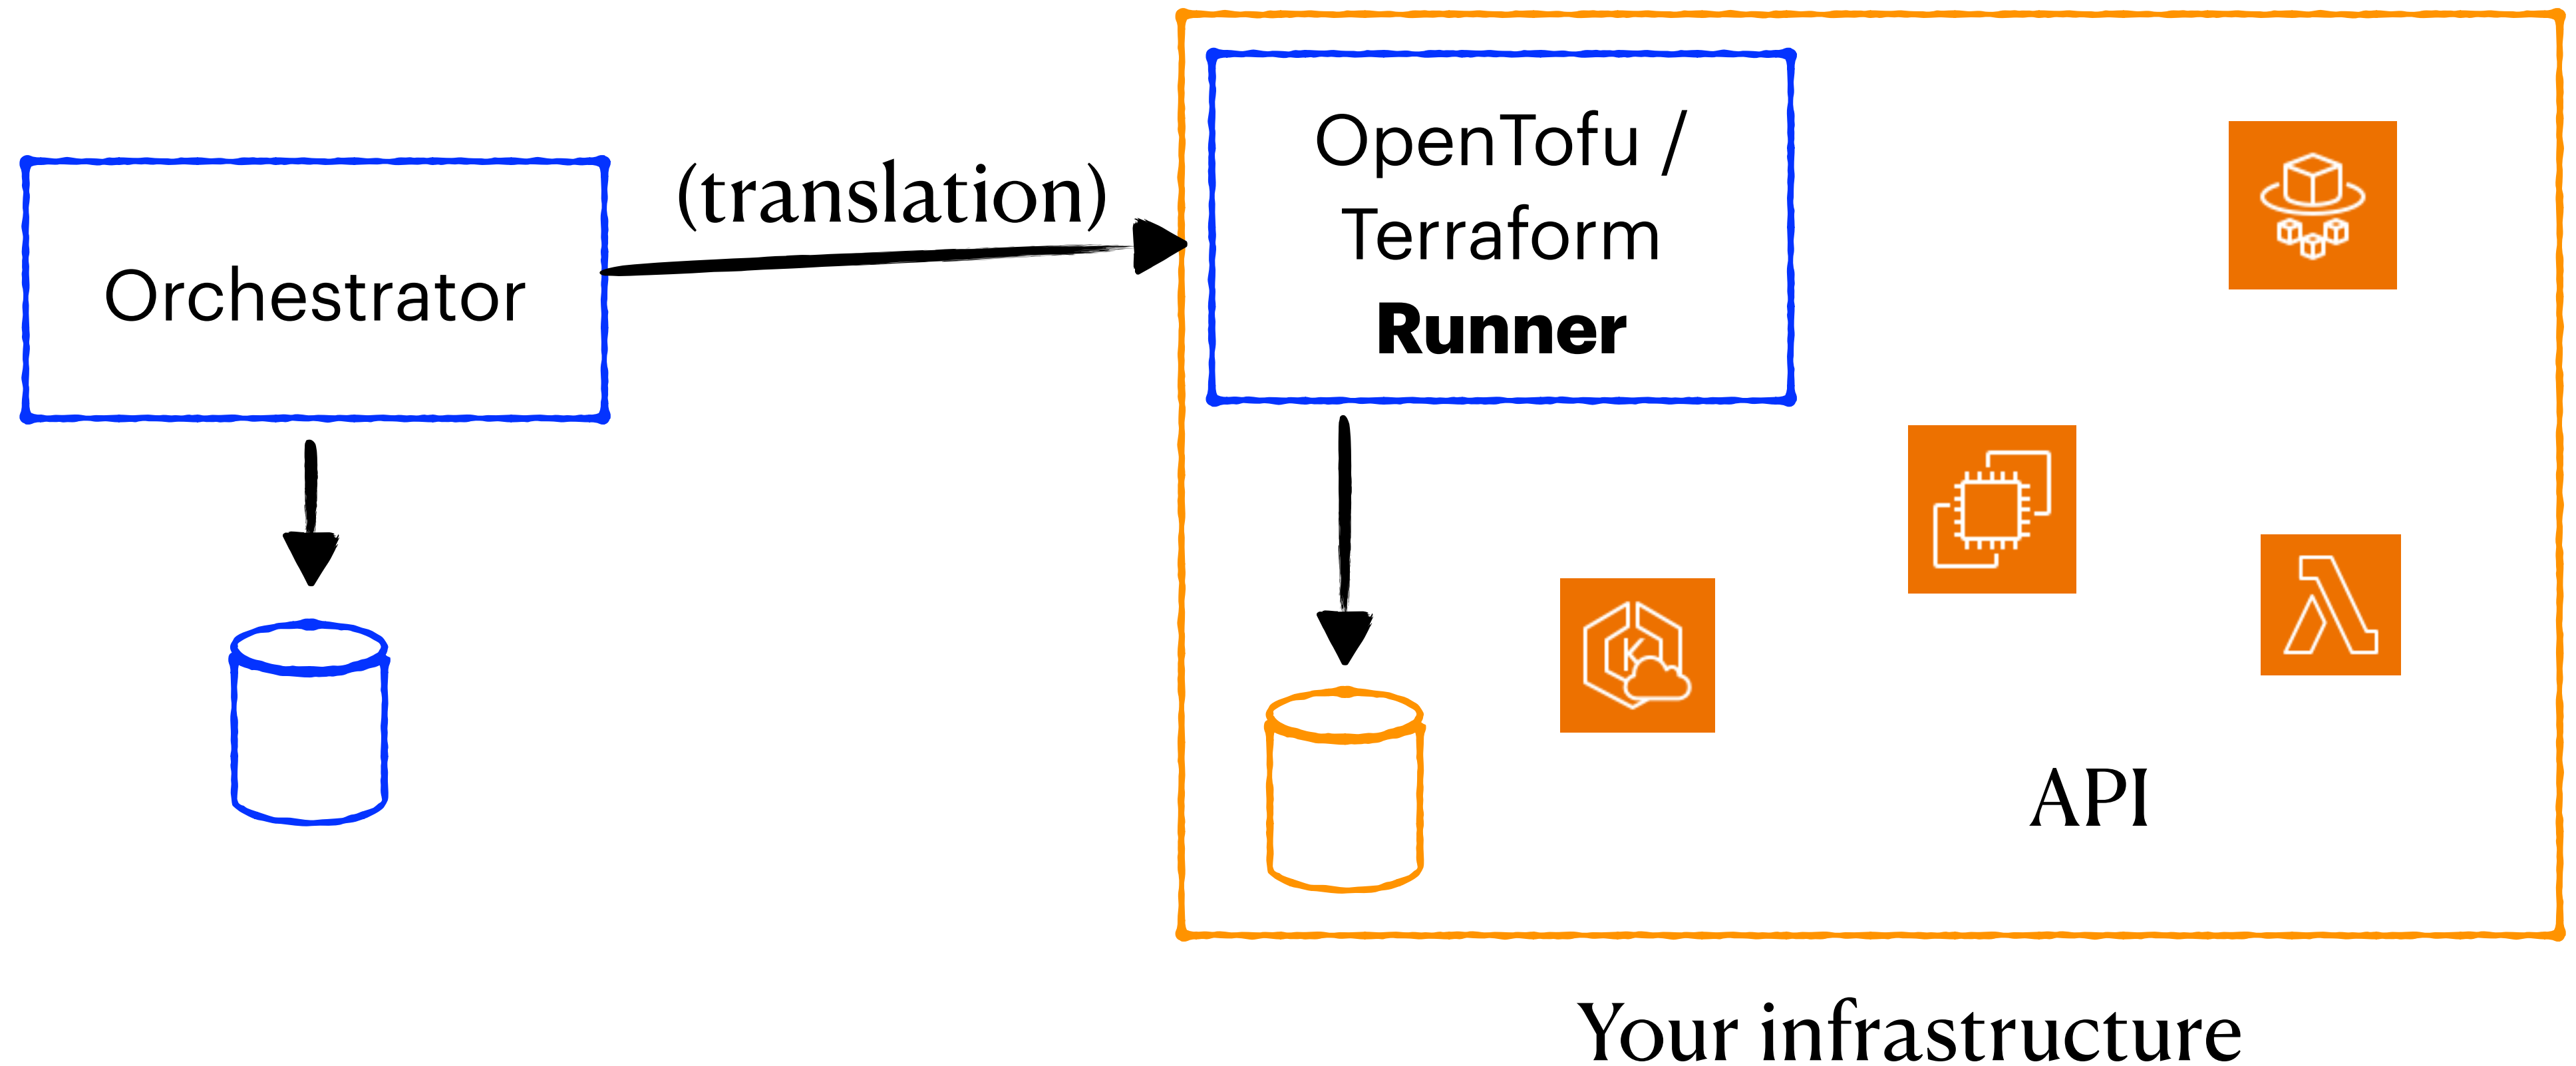 Orchestrator
(translation)
OpenTofu /
Terraform
Runner
K
API
Your infrastructure